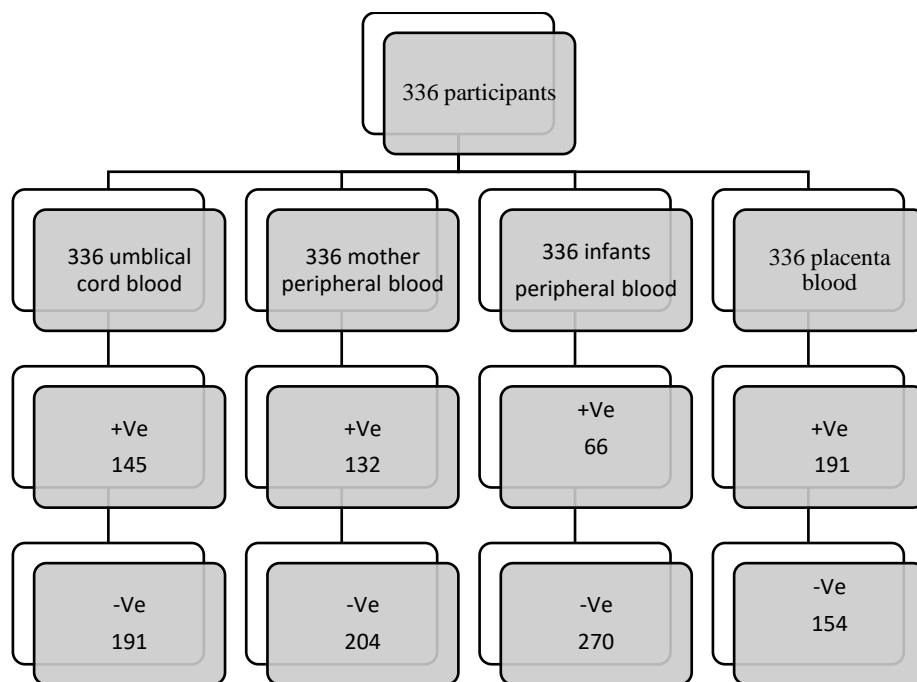 336 participants
336 umblical
cord blood
336 mother
peripheral blood
336 infants
peripheral blood
336 placenta
blood
+Ve
145
+Ve
132
+Ve
66
+Ve
191
-Ve
191
-Ve
204
-Ve
270
-Ve
154